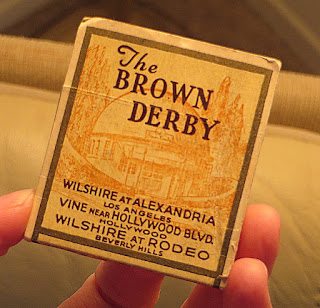 The
BROWN
DERBY
WILSHIRE AT ALEXANDRIA
LOS ANGELES
VINE NEAR HOLLYWOOD BLVD.
HOLLYWOOD
WILSHIRE AT RODEO
BEVERLY HILLS